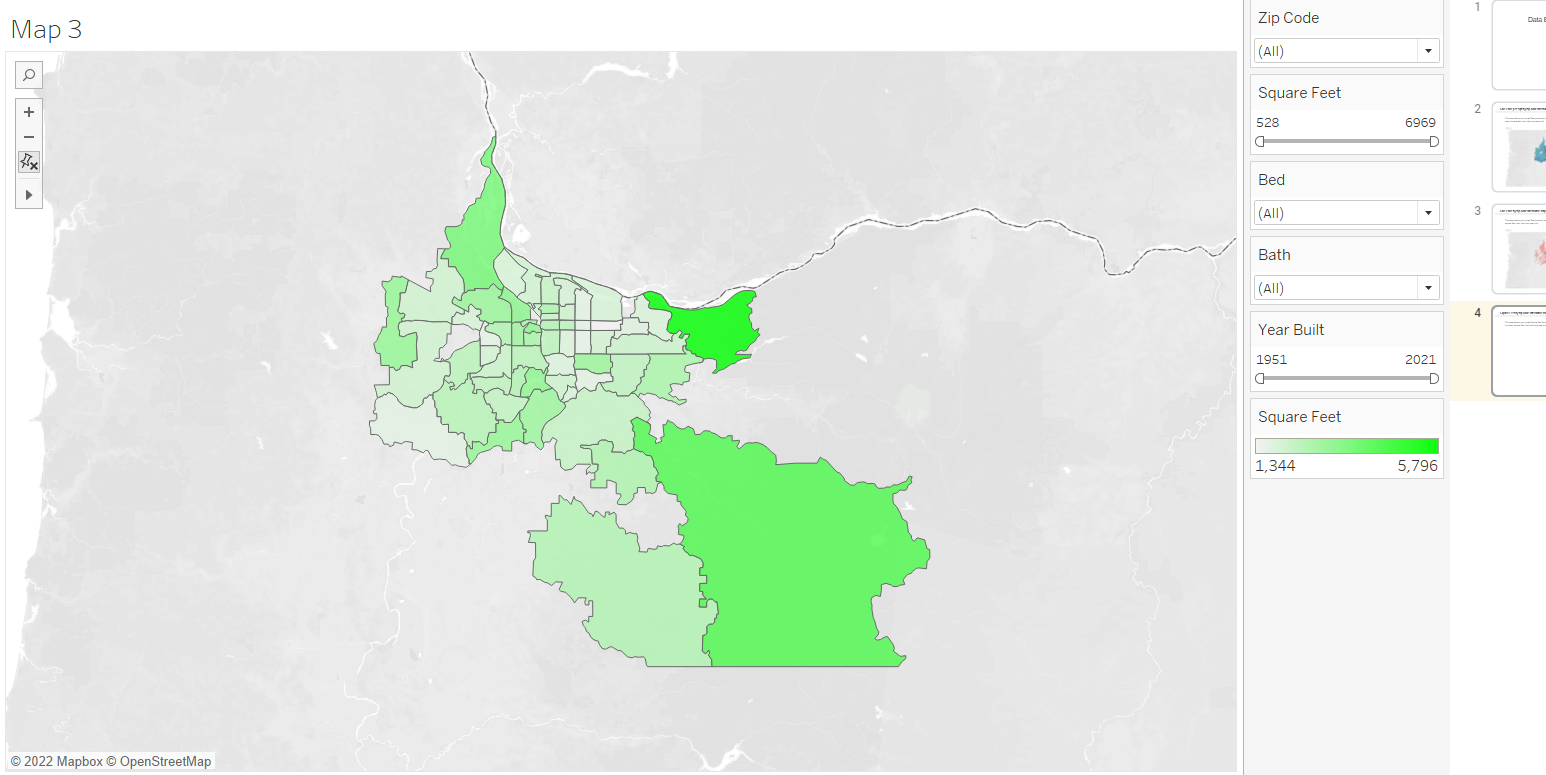 Map 3
© 2022 Mapbox © OpenStreetMap
Zip Code
(All)
Square Feet
528 6969
Bed
(All)
Bath
(All)
Year Built
1951 2021
Square Feet
1,344 5,796
1
Data
2
3
4